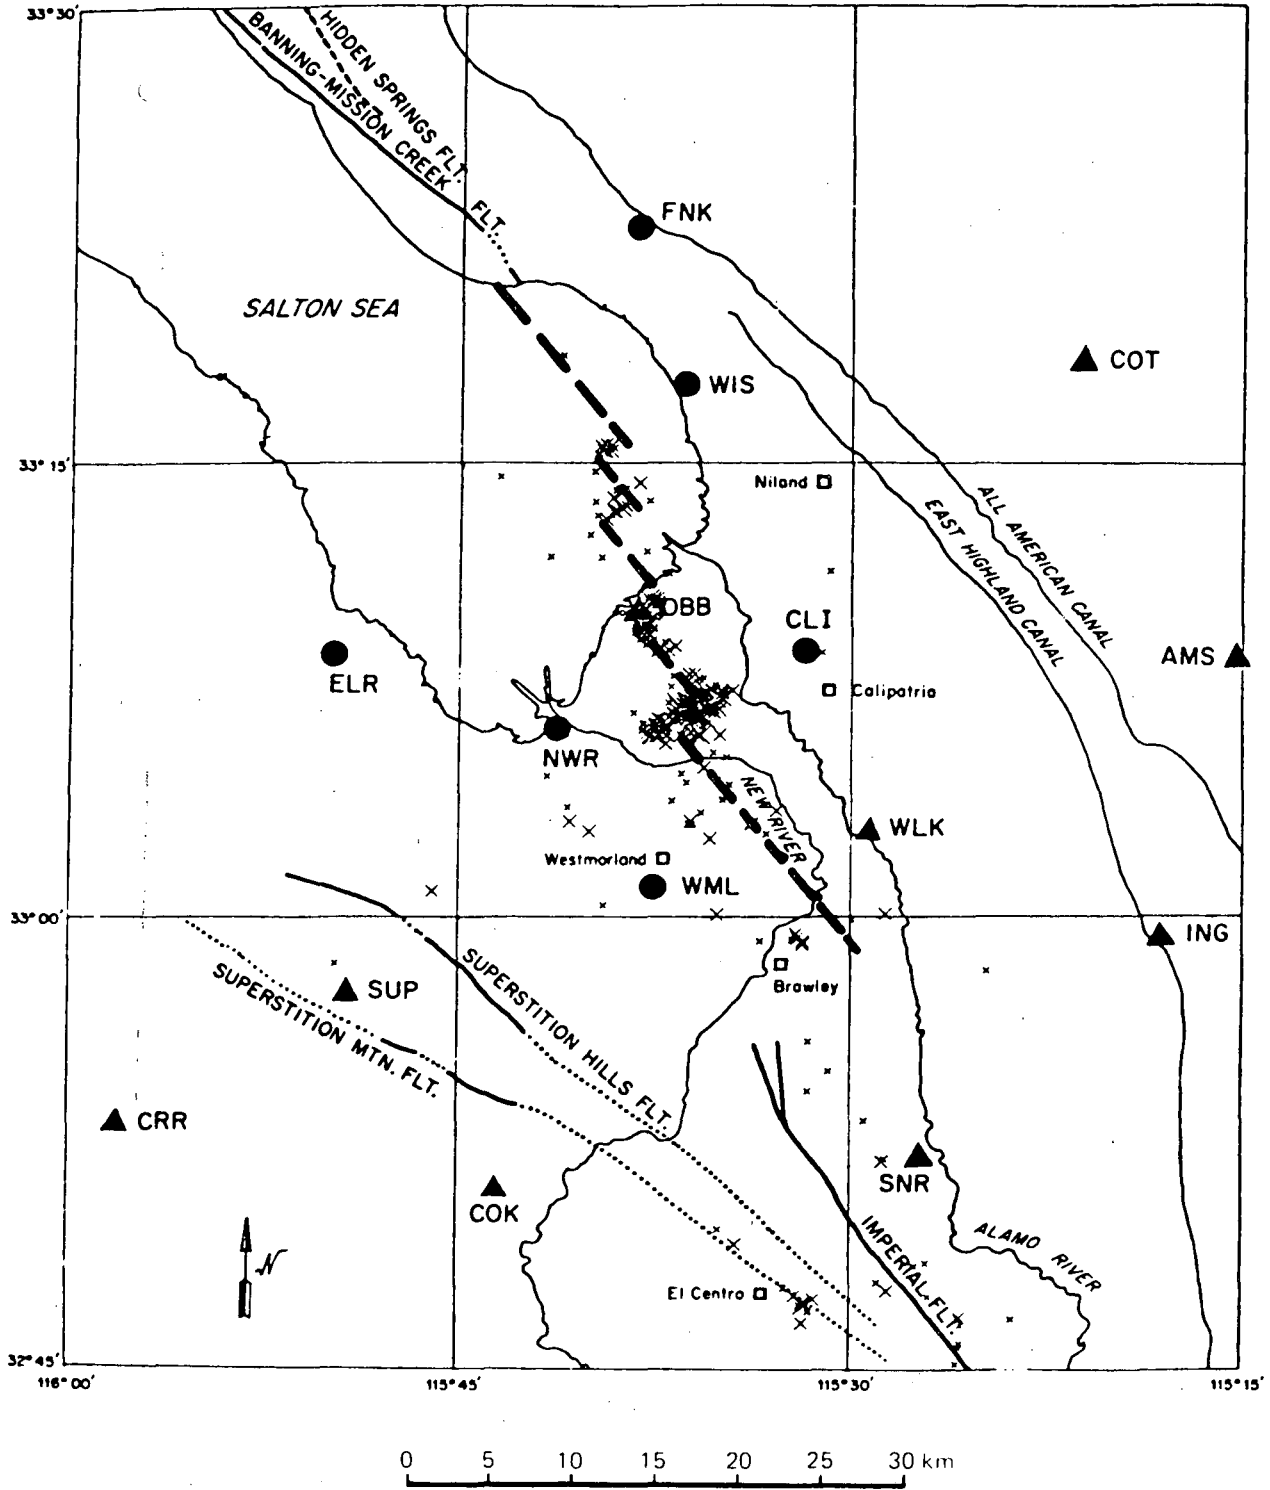 33°30'
HIDDEN SPRINGS FLT.
BANNING-MISSION CREEK FLT.
FNK
SALTON SEA
COT
WIS
33°15'
Niland
ALL AMERICAN CANAL
EAST HIGHLAND CANAL
OBB
CLI
AMS
ELR
Calipatria
NWR
NEW RIVER
WLK
Westmorland
WML
33°00
ING
SUPERSTITION HILLS FLT.
SUP
Brawley
SUPERSTITION MTN. FLT.
CRR
SNR
COK
IMPERIAL FLT.
ALAMO RIVER
N
El Centro
32°45'
116°00'
115°45'
115°30'
115°15'
0 5 10 15 20 25 30 km